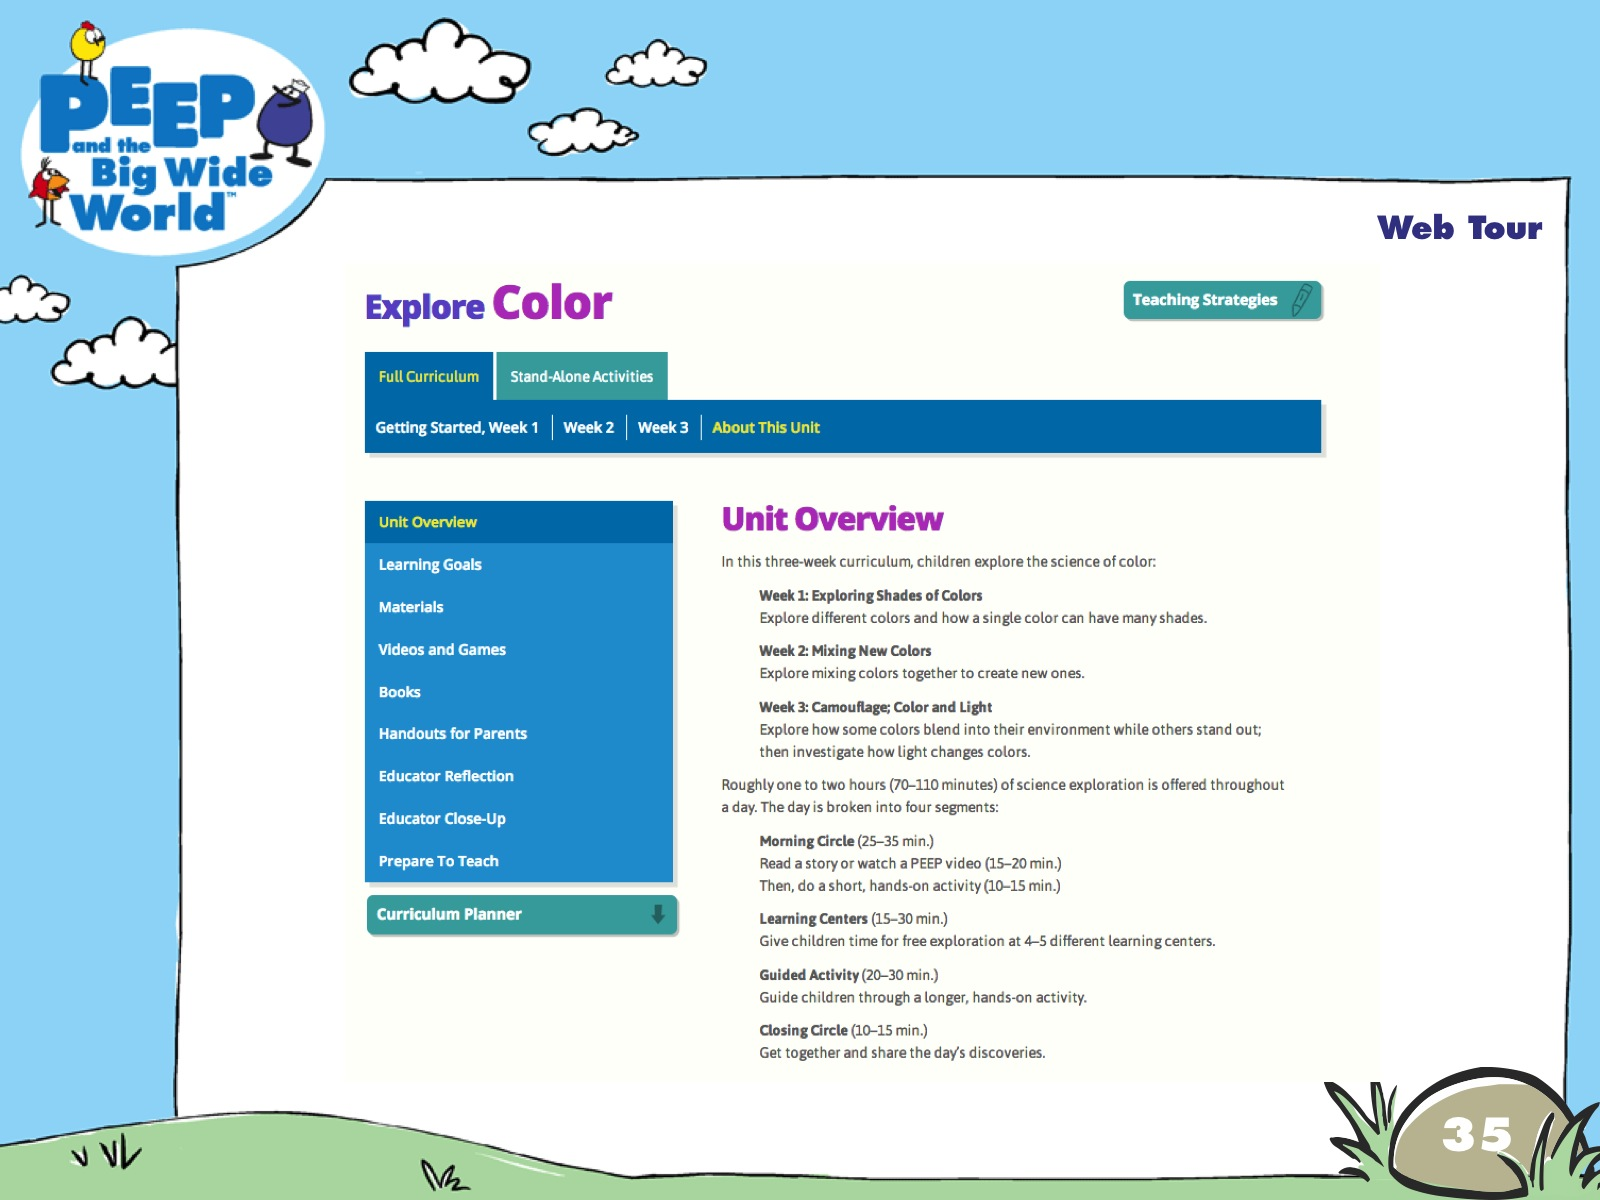 PEEP
and the
Big Wide
World™
Web Tour
Explore Color
Teaching Strategies
Full Curriculum
Stand-Alone Activities
Getting Started, Week 1
Week 2
Week 3
About This Unit
Unit Overview
Learning Goals
Materials
Videos and Games
Books
Handouts for Parents
Educator Reflection
Educator Close-Up
Prepare To Teach
Curriculum Planner
Unit Overview
In this three-week curriculum, children explore the science of color:
Week 1: Exploring Shades of Colors
Explore different colors and how a single color can have many shades.
Week 2: Mixing New Colors
Explore mixing colors together to create new ones.
Week 3: Camouflage; Color and Light
Explore how some colors blend into their environment while others stand out;
then investigate how light changes colors.
Roughly one to two hours (70–110 minutes) of science exploration is offered throughout
a day. The day is broken into four segments:
Morning Circle (25–35 min.)
Read a story or watch a PEEP video (15–20 min.)
Then, do a short, hands-on activity (10–15 min.)
Learning Centers (15–30 min.)
Give children time for free exploration at 4–5 different learning centers.
Guided Activity (20–30 min.)
Guide children through a longer, hands-on activity.
Closing Circle (10–15 min.)
Get together and share the day's discoveries.
35